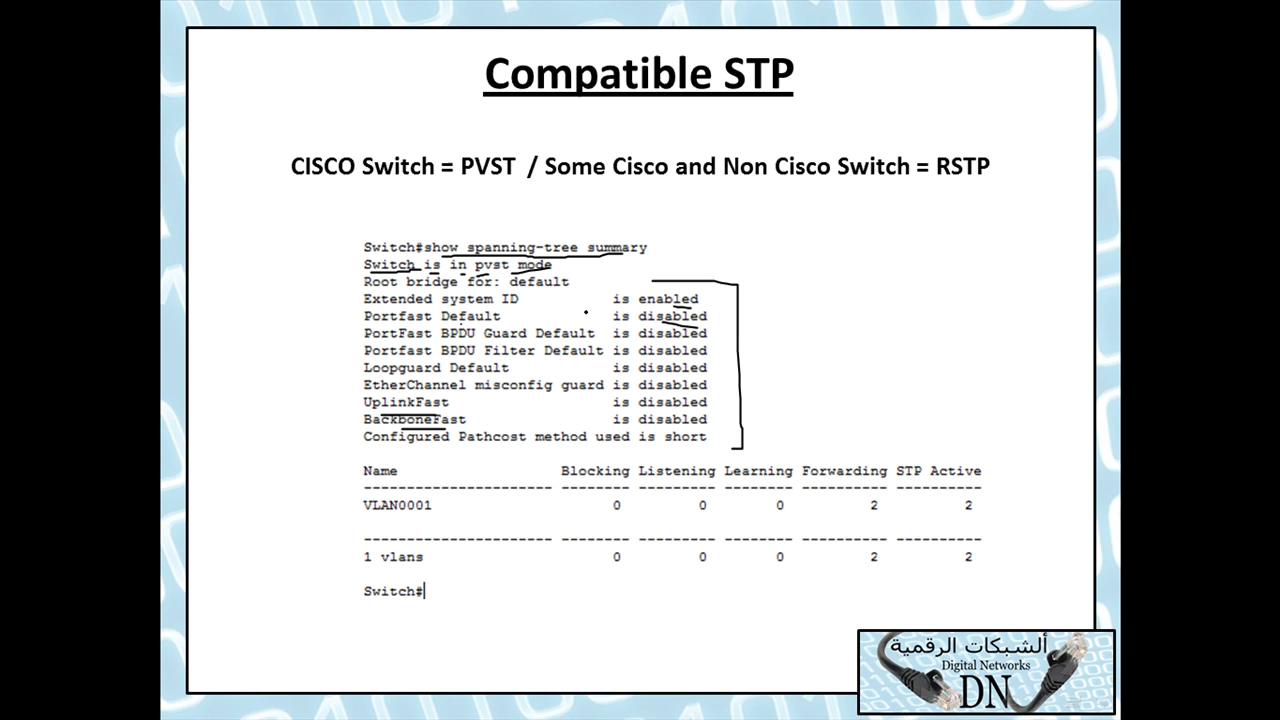 Compatible STP
CISCO Switch = PVST / Some Cisco and Non Cisco Switch = RSTP
Switch#show spanning-tree summary
Switch is in pvst mode
Root bridge for: default
Extended system ID is enabled
Portfast Default is disabled
PortFast BPDU Guard Default is disabled
Portfast BPDU Filter Default is disabled
Loopguard Default is disabled
EtherChannel misconfig guard is disabled
UplinkFast is disabled
BackboneFast is disabled
Configured Pathcost method used is short
Name Blocking Listening Learning Forwarding STP Active
---------------------- -------- --------- -------- ---------- ----------
VLAN0001 0 0 0 2 2
---------------------- -------- --------- -------- ---------- ----------
1 vlans 0 0 0 2 2
Switch#
ألشبكات الرقمية
Digital Networks
DN